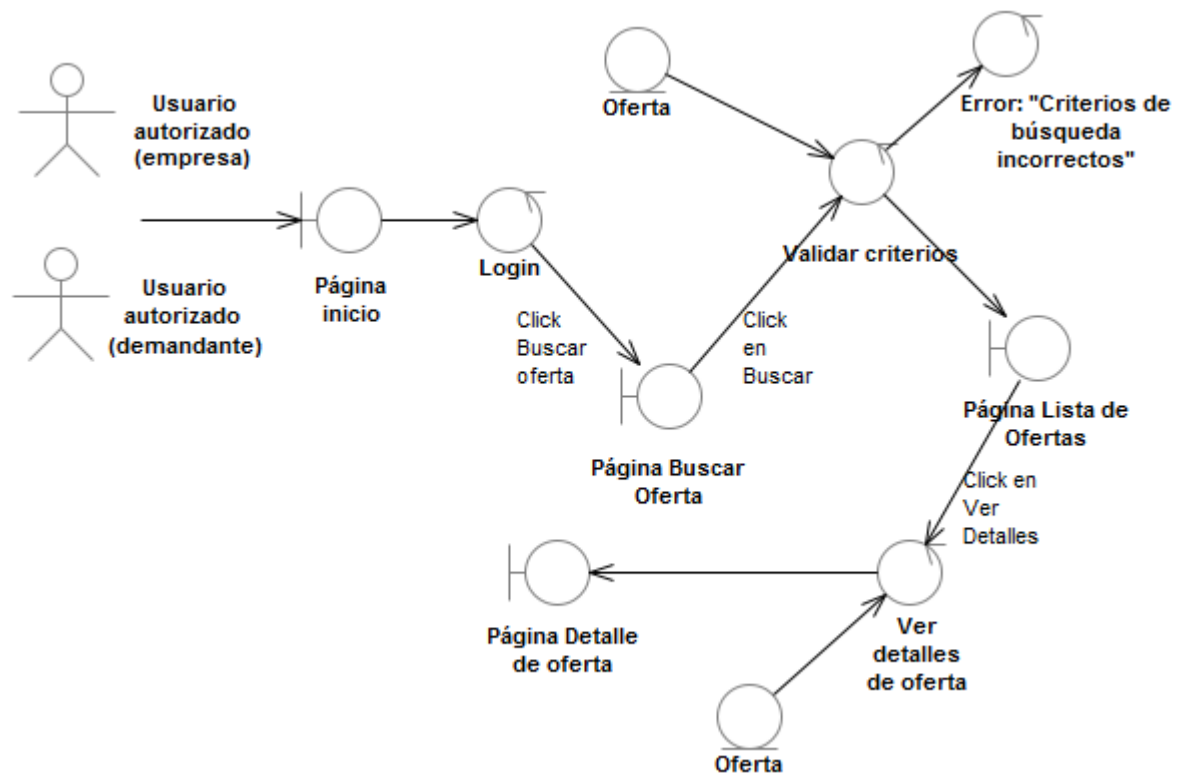 Usuario
autorizado
(empresa)
Usuario
autorizado
(demandante)
Página
inicio
Login
Click
Buscar
oferta
Página Buscar
Oferta
Click
en
Buscar
Oferta
Validar criterios
Error: "Criterios de
búsqueda
incorrectos"
Página Lista de
Ofertas
Click en
Ver
Detalles
Ver
detalles
de oferta
Oferta
Página Detalle
de oferta